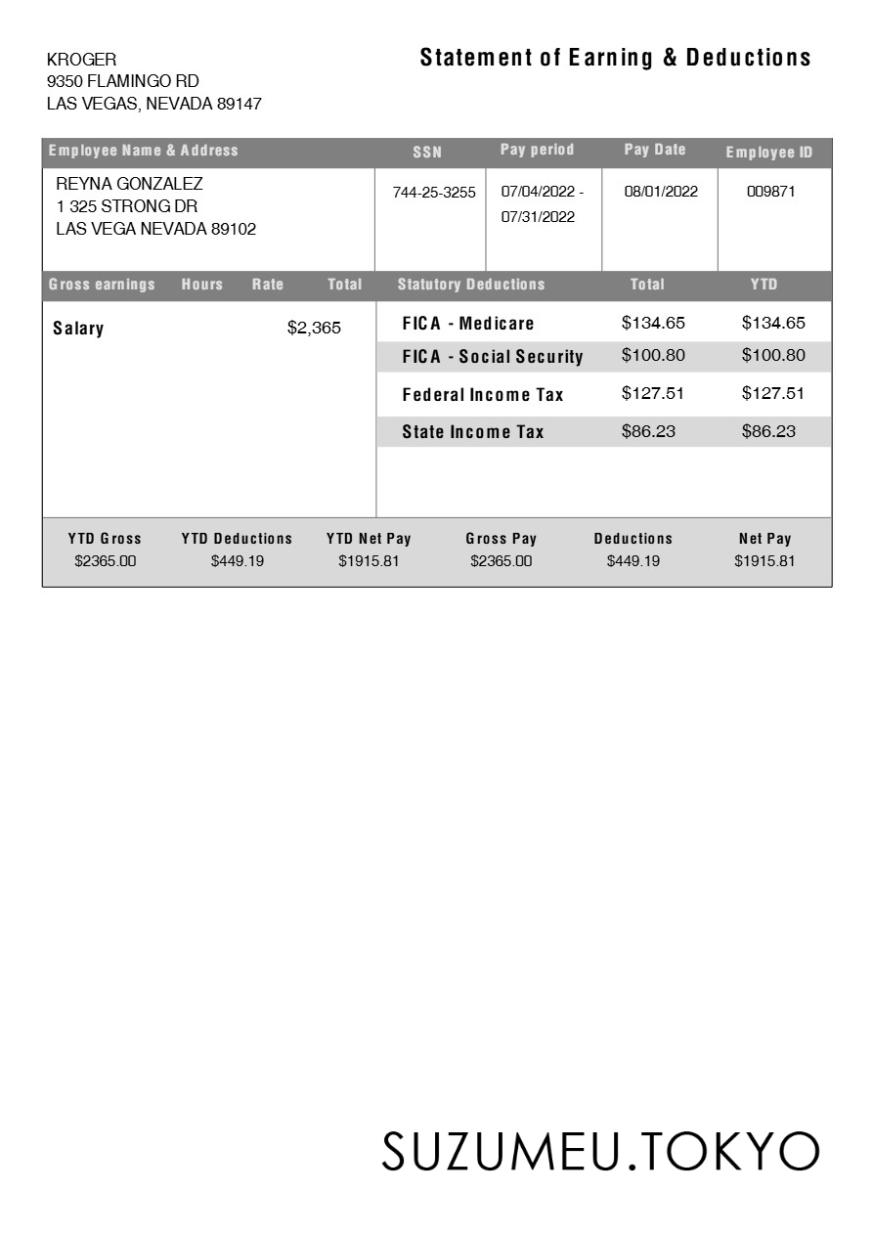 KROGER
9350 FLAMINGO RD
LAS VEGAS, NEVADA 89147
Statement of Earning & Deductions
Employee Name & Address SSN Pay period Pay Date Employee ID
REYNA GONZALEZ
1 325 STRONG DR
LAS VEGA NEVADA 89102
744-25-3255
07/04/2022 -
07/31/2022
08/01/2022
009871
Gross earnings Hours Rate Total Statutory Deductions Total YTD
Salary $2,365
FICA - Medicare $134.65 $134.65
FICA - Social Security $100.80 $100.80
Federal Income Tax $127.51 $127.51
State Income Tax $86.23 $86.23
YTD Gross YTD Deductions YTD Net Pay Gross Pay Deductions Net Pay
$2365.00 $449.19 $1915.81 $2365.00 $449.19 $1915.81
SUZUMEU.TOKYO